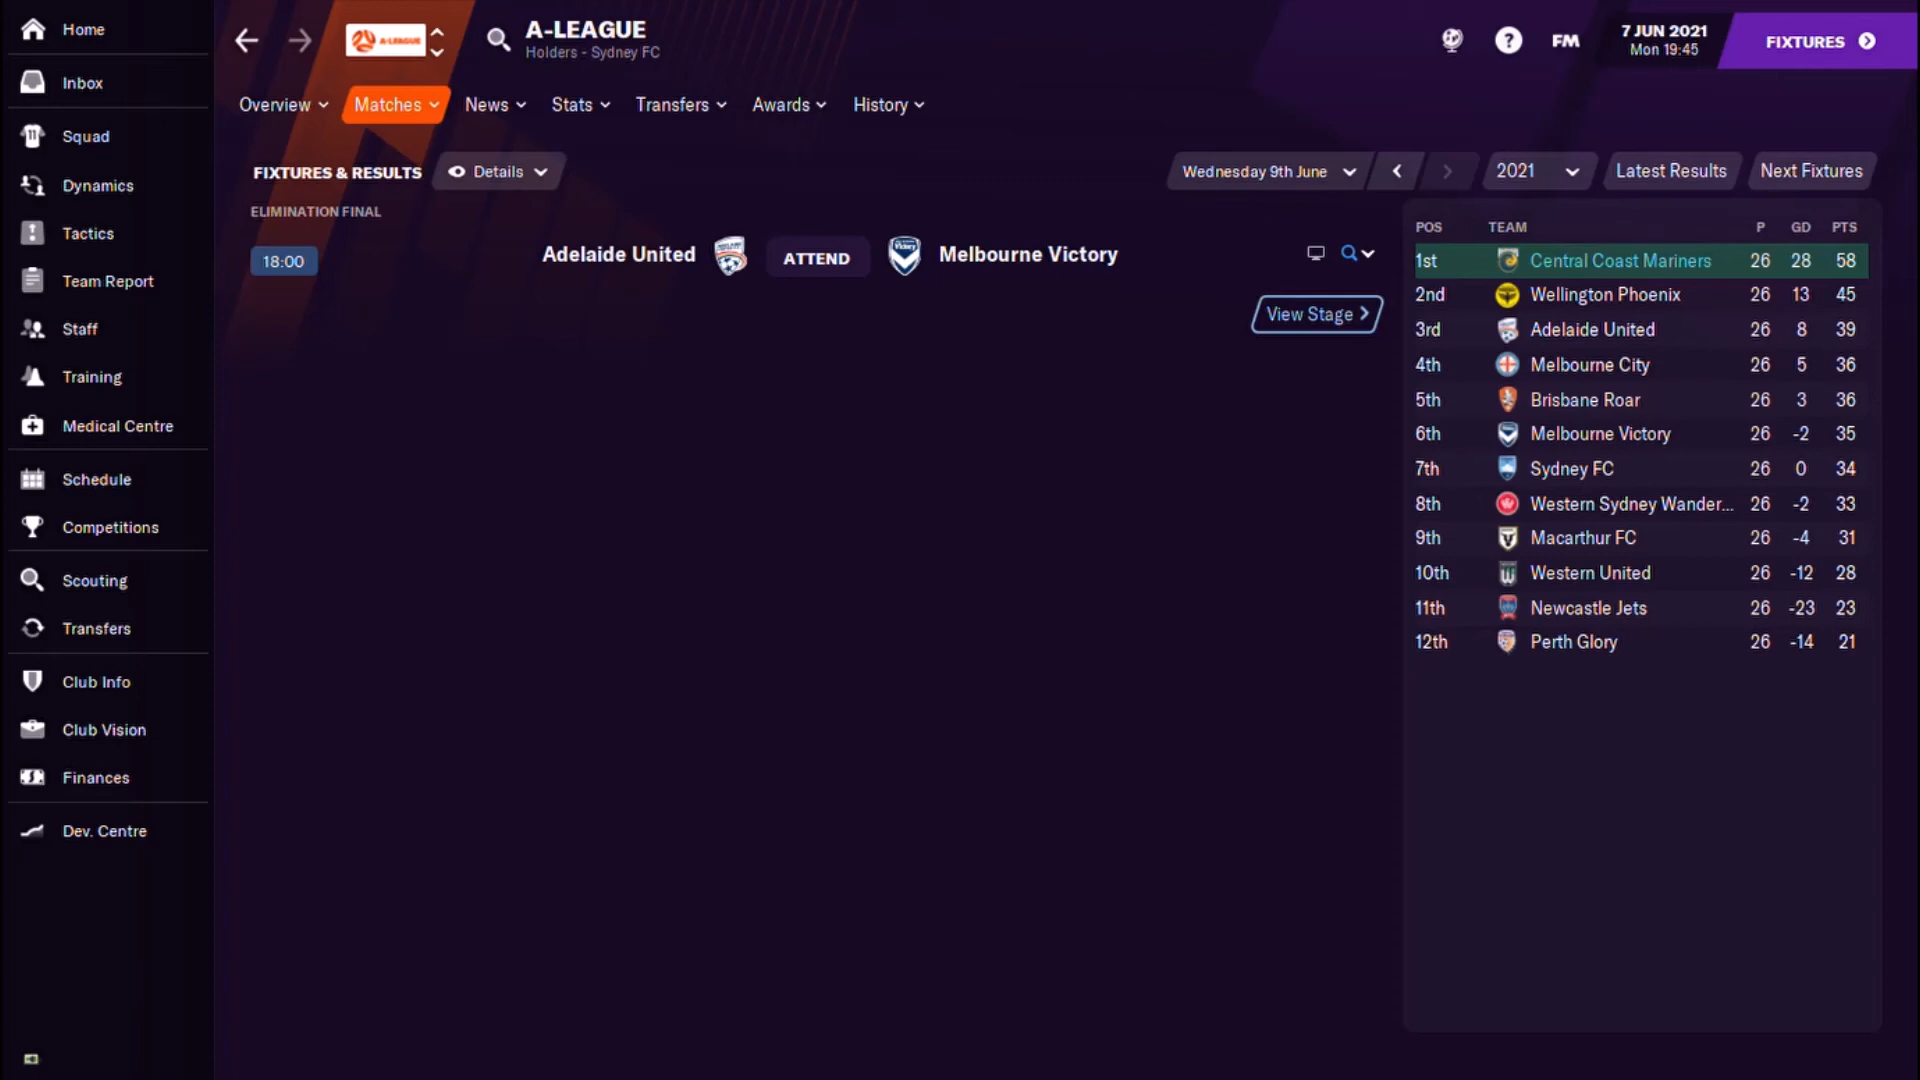 Home
Inbox
Squad
Dynamics
Tactics
Team Report
Staff
Training
Medical Centre
Schedule
Competitions
Scouting
Transfers
Club Info
Club Vision
Finances
Dev. Centre
A-LEAGUE
A-LEAGUE
Holders - Sydney FC
FM
7 JUN 2021
Mon 19:45
FIXTURES
Overview
Matches
News
Stats
Transfers
Awards
History
FIXTURES & RESULTS
Details
Wednesday 9th June
2021
Latest Results
Next Fixtures
ELIMINATION FINAL
18:00 Adelaide United ATTEND Melbourne Victory
View Stage
POS TEAM P GD PTS
1st Central Coast Mariners 26 28 58
2nd Wellington Phoenix 26 13 45
3rd Adelaide United 26 8 39
4th Melbourne City 26 5 36
5th Brisbane Roar 26 3 36
6th Melbourne Victory 26 -2 35
7th Sydney FC 26 0 34
8th Western Sydney Wander... 26 -2 33
9th Macarthur FC 26 -4 31
10th Western United 26 -12 28
11th Newcastle Jets 26 -23 23
12th Perth Glory 26 -14 21